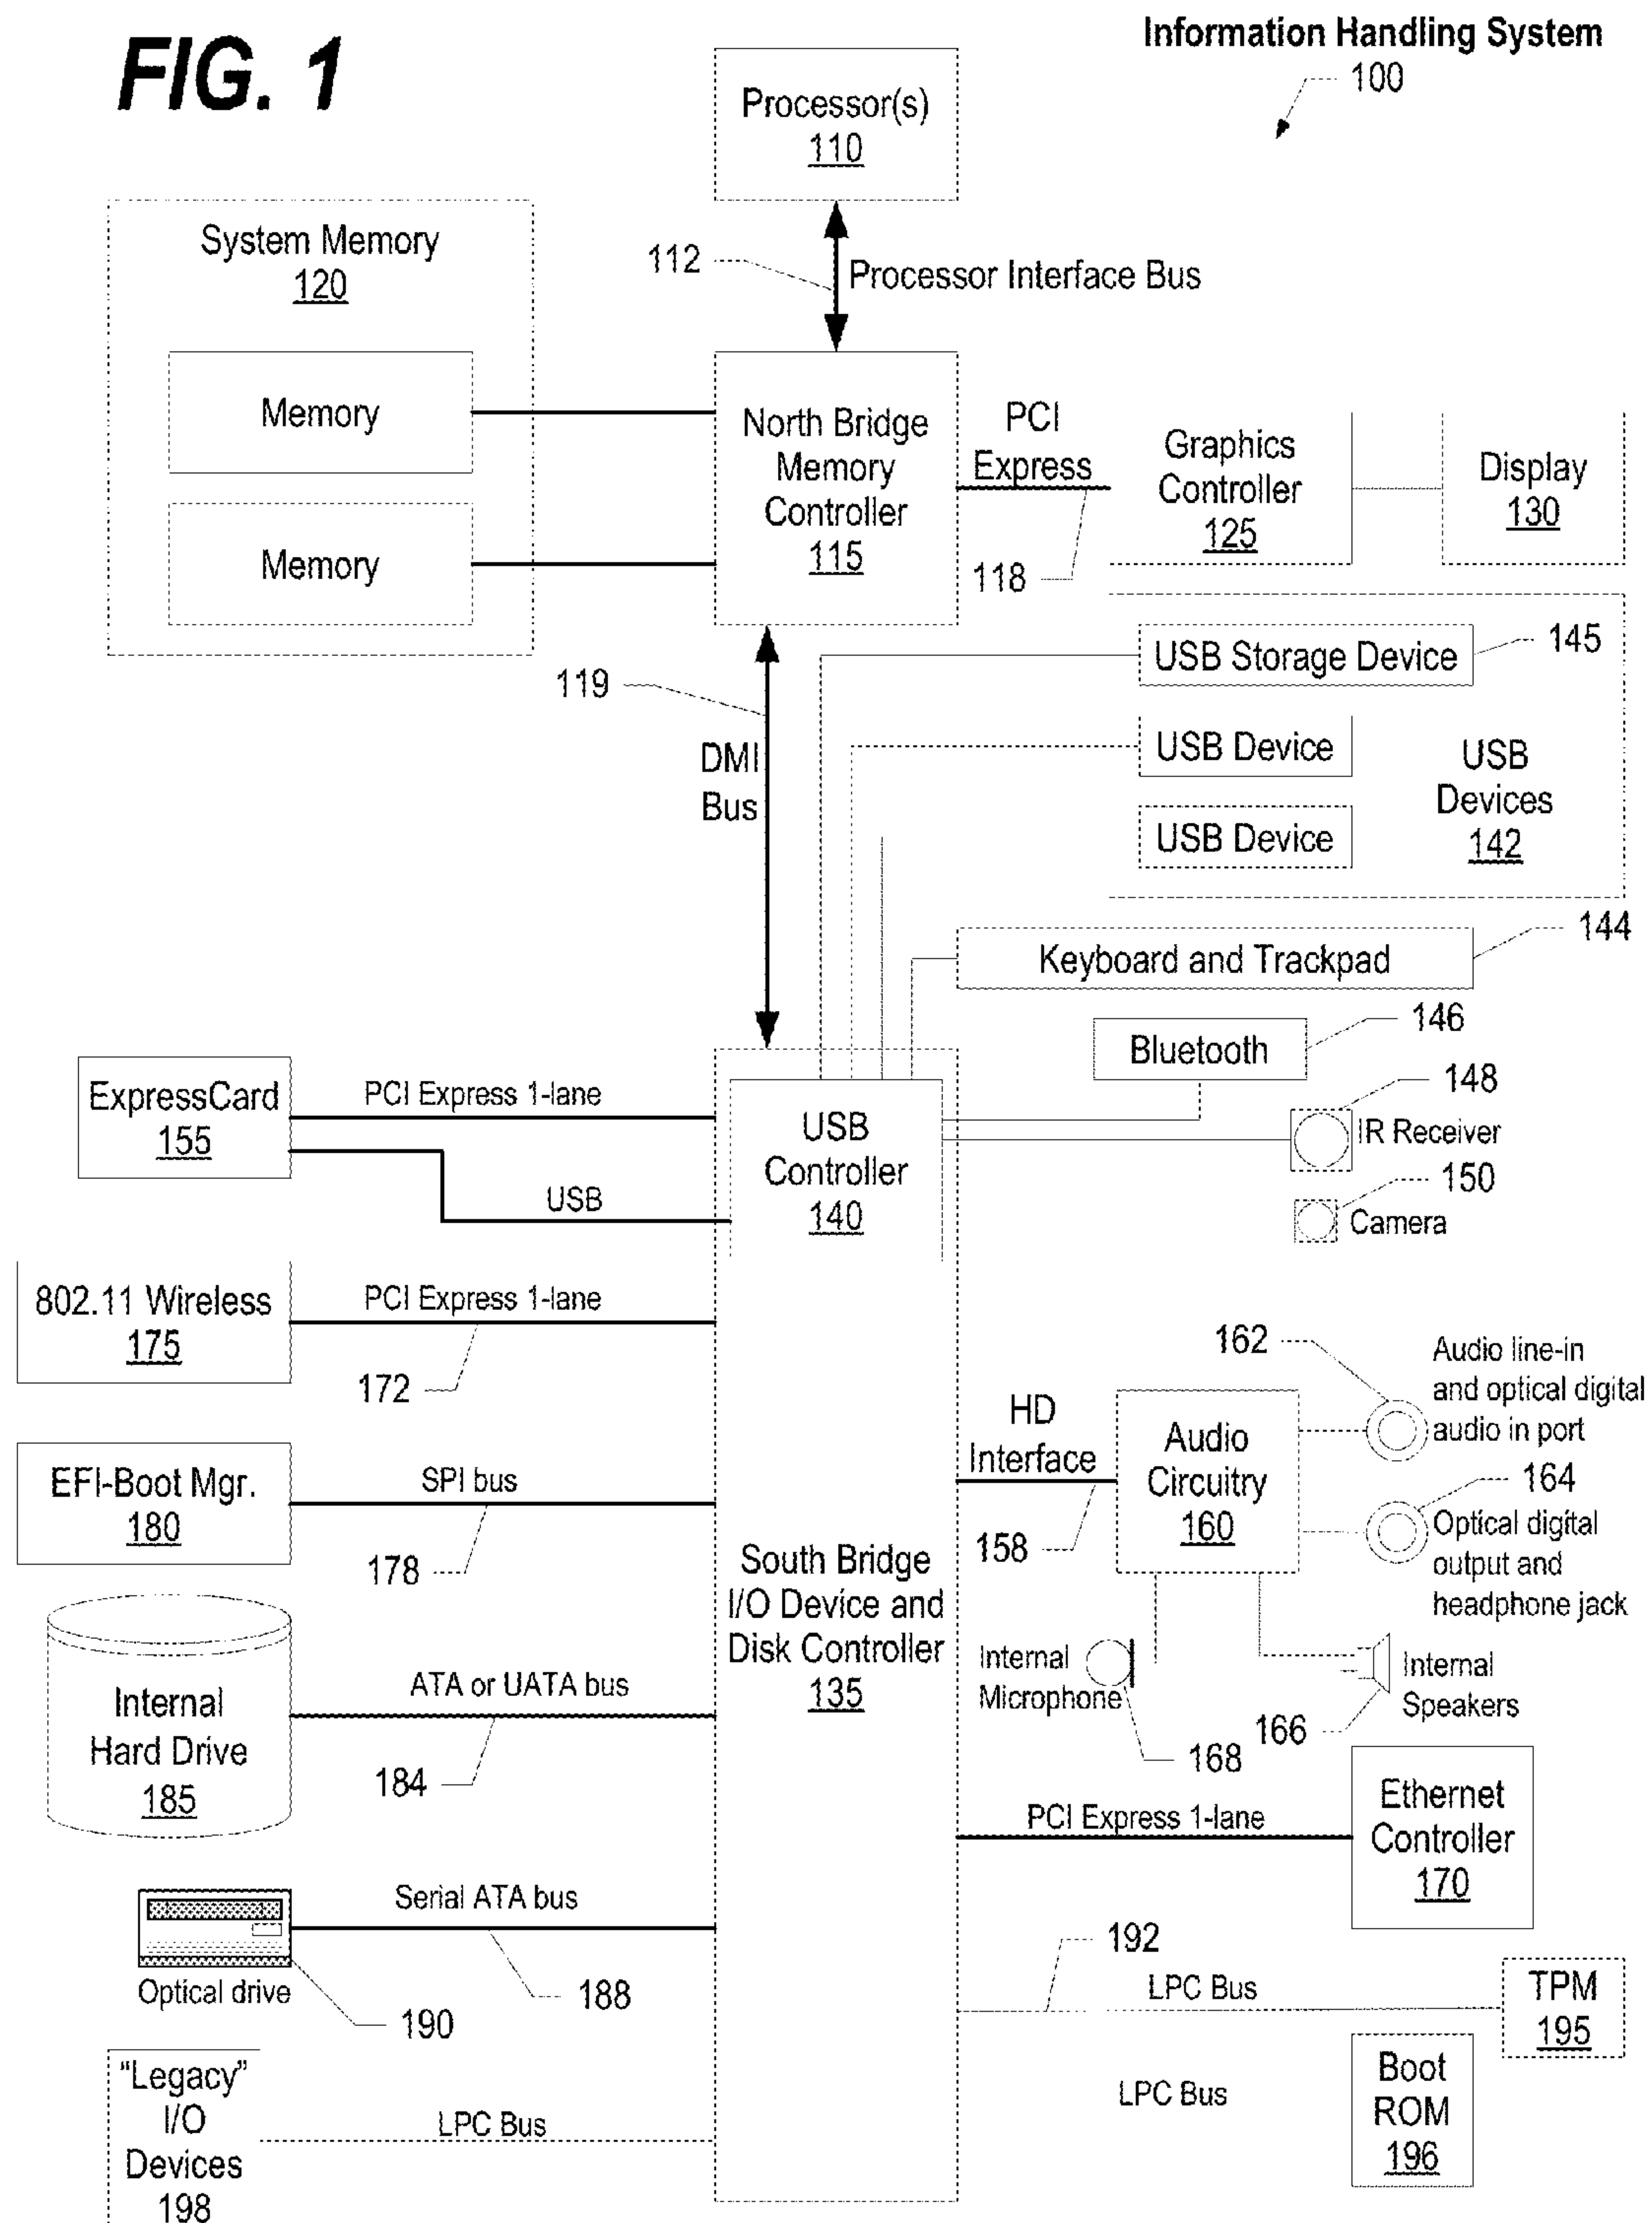 FIG. 1
Information Handling System
100
Processor(s)
110
System Memory
120
112
Processor Interface Bus
Memory
Memory
North Bridge
Memory
Controller
115
PCI
Express
118
Graphics
Controller
125
Display
130
119
DMI
Bus
USB Storage Device
145
USB Device
USB Device
USB
Devices
142
144
Keyboard and Trackpad
146
Bluetooth
148
IR Receiver
150
Camera
ExpressCard
155
PCI Express 1-lane
USB
USB
Controller
140
802.11 Wireless
175
PCI Express 1-lane
172
162
Audio line-in
and optical digital
audio in port
HD
Interface
158
Audio
Circuitry
160
164
Optical digital
output and
headphone jack
EFI-Boot Mgr.
180
SPI bus
178
South Bridge
I/O Device and
Disk Controller
135
Internal
Microphone
168
166
Internal
Speakers
Internal
Hard Drive
185
ATA or UATA bus
184
PCI Express 1-lane
Ethernet
Controller
170
Serial ATA bus
188
Optical drive
190
192
LPC Bus
TPM
195
"Legacy"
I/O
Devices
198
LPC Bus
LPC Bus
Boot
ROM
196